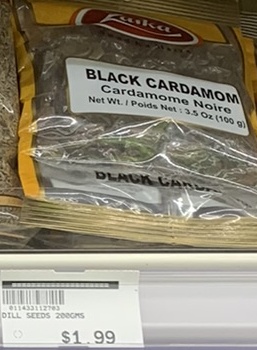 Laika
BLACK CARDAMOM
Cardamome Noire
Net Wt. / Poids Net : 3.5 Oz (100 g)
BLACK CARDA
011433112703
DILL SEEDS 200GMS
$1.99